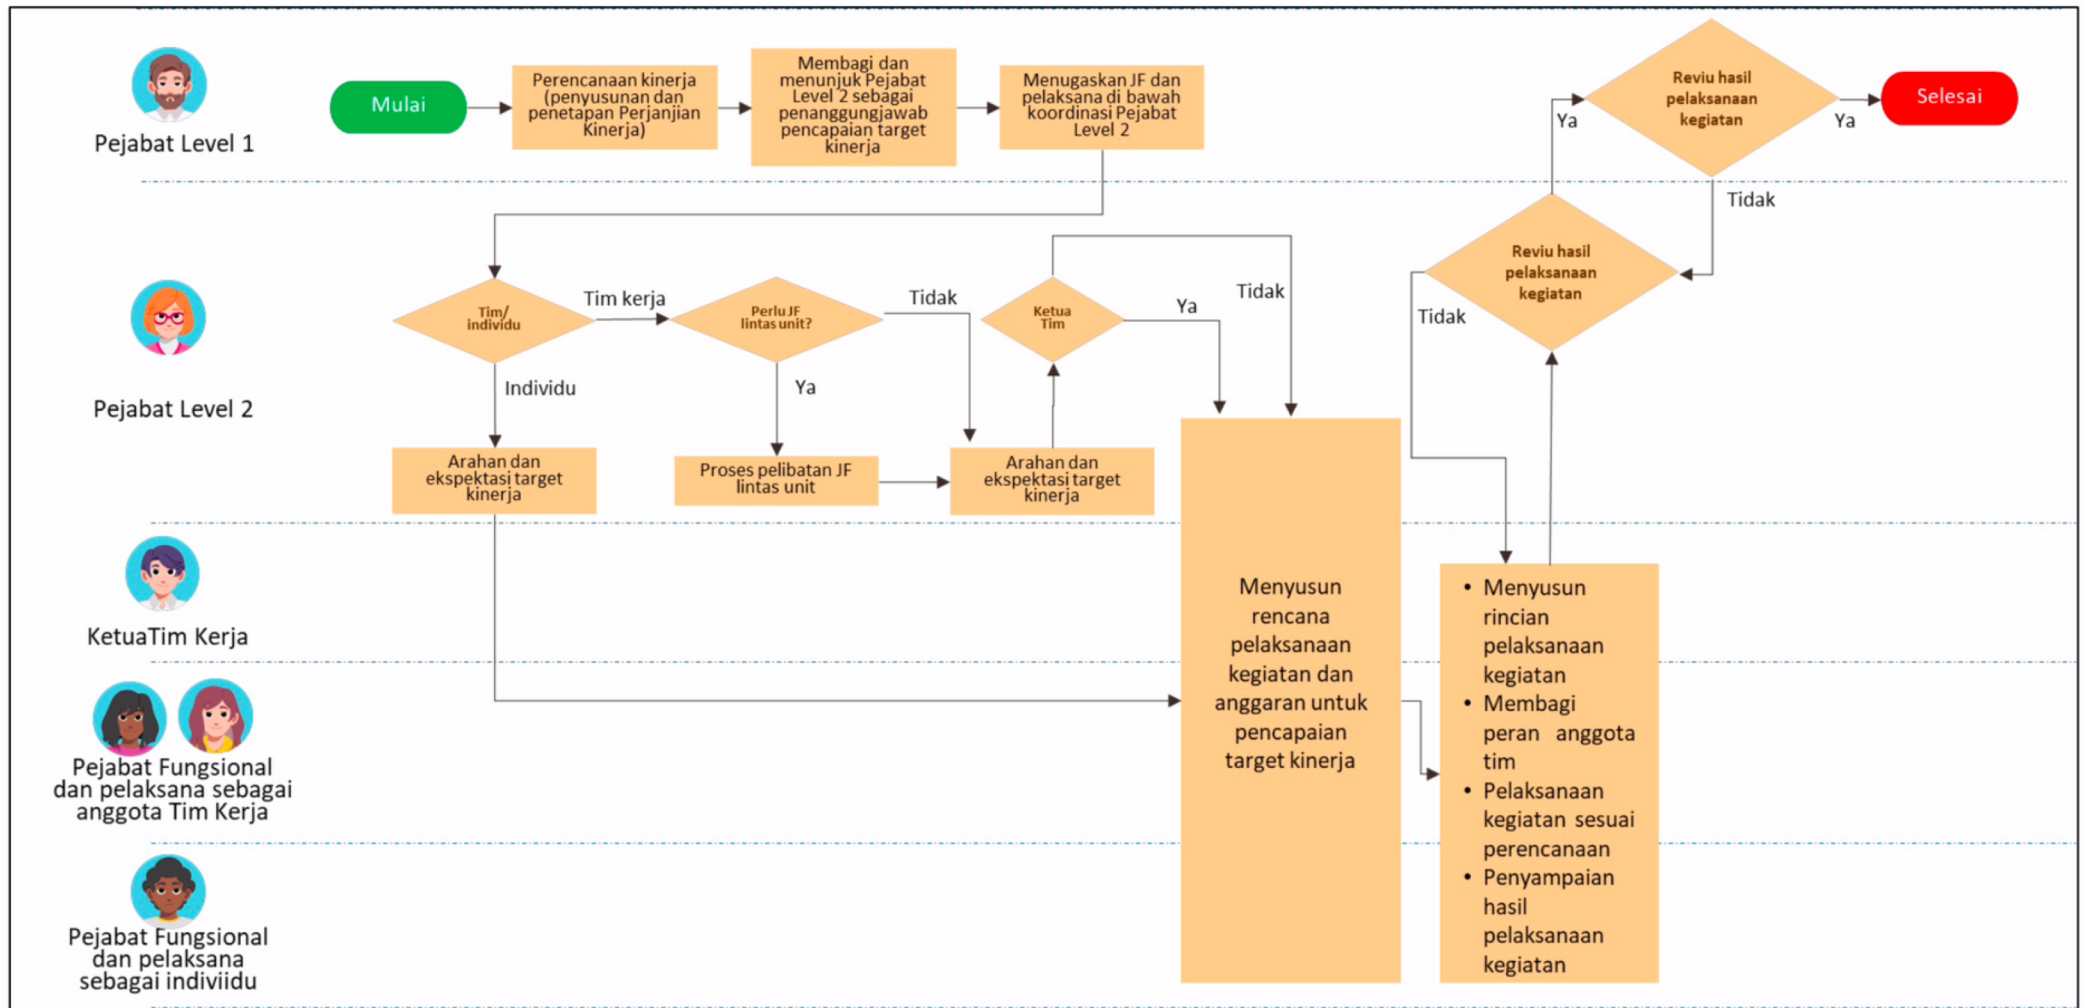 Pejabat Level 1
Mulai
Perencanaan kinerja
(penyusunan dan
penetapan Perjanjian
Kinerja)
Membagi dan
menunjuk Pejabat
Level 2 sebagai
penanggungjawab
pencapaian target
kinerja
Menugaskan JF dan
pelaksana di bawah
koordinasi Pejabat
Level 2
Reviu hasil
pelaksanaan
kegiatan
Ya
Ya
Selesai
Tidak
Pejabat Level 2
Tim/
individu
Tim kerja
Individu
Perlu JF
lintas unit?
Tidak
Ya
Ketua
Tim
Ya
Tidak
Reviu hasil
pelaksanaan
kegiatan
Tidak
Arahan dan
ekspektasi target
kinerja
Proses pelibatan JF
lintas unit
Arahan dan
ekspektasi target
kinerja
KetuaTim Kerja
Pejabat Fungsional
dan pelaksana sebagai
anggota Tim Kerja
Pejabat Fungsional
dan pelaksana
sebagai indiviidu
Menyusun
rencana
pelaksanaan
kegiatan dan
anggaran untuk
pencapaian
target kinerja
• Menyusun
rincian
pelaksanaan
kegiatan
• Membagi
peran anggota
tim
• Pelaksanaan
kegiatan sesuai
perencanaan
• Penyampaian
hasil
pelaksanaan
kegiatan